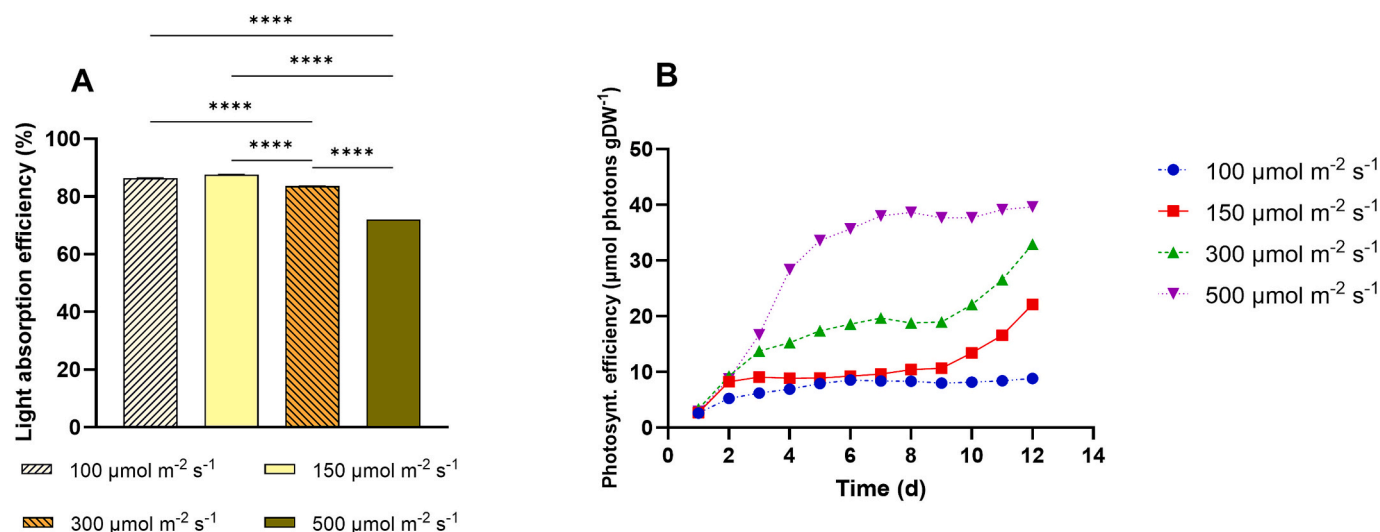 A
****
****
****
****
****
Light absorption efficiency (%)
100
80
60
40
20
0
100 µmol m-2 s-1
150 µmol m-2 s-1
300 µmol m-2 s-1
500 µmol m-2 s-1
B
Photosynt. efficiency (µmol photons gDW-1)
50
40
30
20
10
0
0 2 4 6 8 10 12 14
Time (d)
100 µmol m-2 s-1
150 µmol m-2 s-1
300 µmol m-2 s-1
500 µmol m-2 s-1